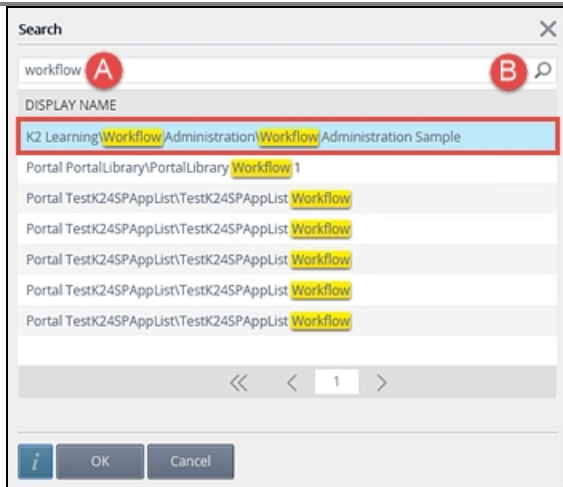 Search
workflow A B
DISPLAY NAME
K2 Learning\Workflow Administration\Workflow Administration Sample
Portal PortalLibrary\PortalLibrary Workflow 1
Portal TestK24SPAppList\TestK24SPAppList Workflow
Portal TestK24SPAppList\TestK24SPAppList Workflow
Portal TestK24SPAppList\TestK24SPAppList Workflow
Portal TestK24SPAppList\TestK24SPAppList Workflow
Portal TestK24SPAppList\TestK24SPAppList Workflow
1
i OK Cancel